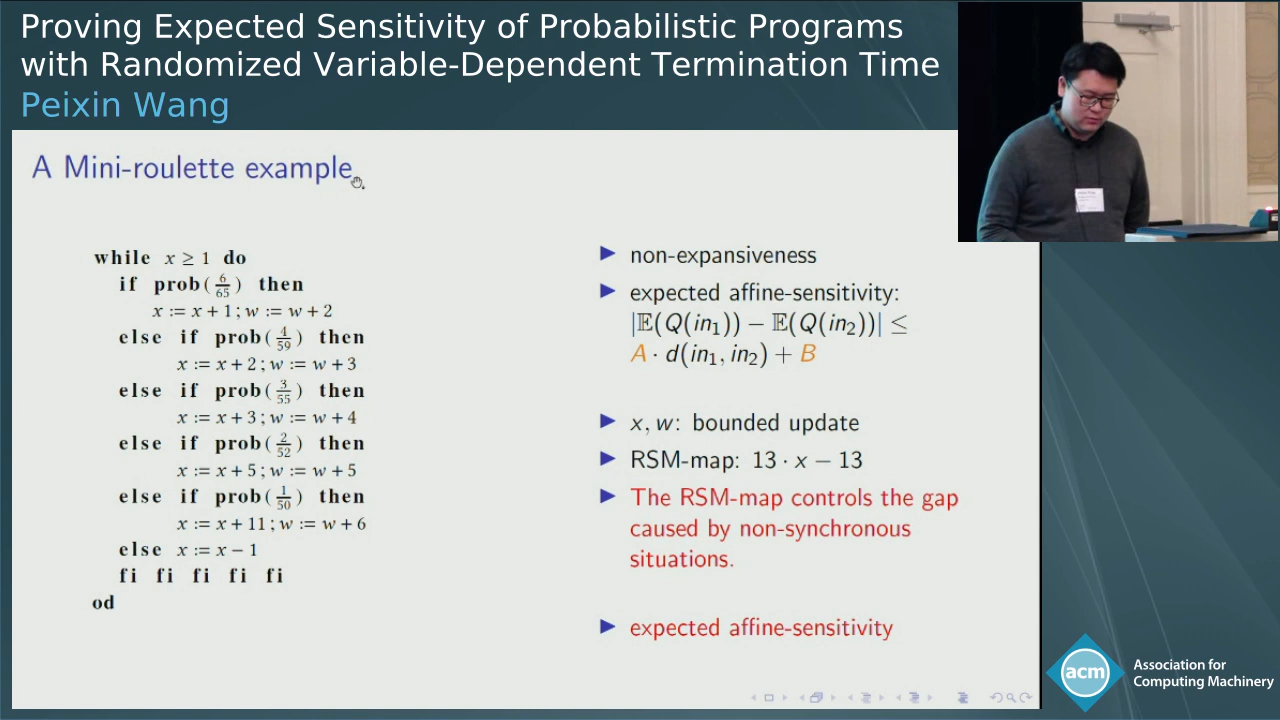 Proving Expected Sensitivity of Probabilistic Programs
with Randomized Variable-Dependent Termination Time
Peixin Wang
A Mini-roulette example
while x ≥ 1 do
if prob(6/65) then
x := x + 1; w := w + 2
else if prob(4/59) then
x := x + 2; w := w + 3
else if prob(3/55) then
x := x + 3; w := w + 4
else if prob(2/52) then
x := x + 5; w := w + 5
else if prob(1/50) then
x := x + 11; w := w + 6
else x := x − 1
fi fi fi fi fi
od
▶ non-expansiveness
▶ expected affine-sensitivity:
|𝔼(Q(in₁)) − 𝔼(Q(in₂))| ≤
A · d(in₁, in₂) + B
▶ x, w: bounded update
▶ RSM-map: 13 · x − 13
▶ The RSM-map controls the gap
caused by non-synchronous
situations.
▶ expected affine-sensitivity
acm
Association for
Computing Machinery